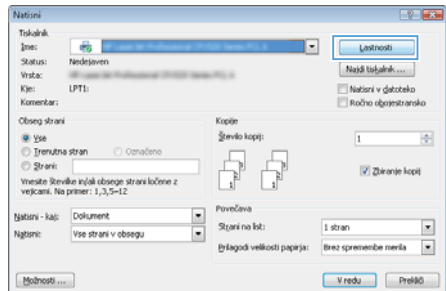 Natisni
Tiskalnik
Ime:
Lastnosti
Status: Nedejaven
Najdi tiskalnik ...
Vrsta:
Kje: LPT1:
Natisni v datoteko
Komentar:
Ročno obojestransko
Obseg strani
Vse
Trenutna stran
Označeno
Strani:
Vnesite številke in/ali obsege strani ločene z
vejicami. Na primer: 1,3,5–12
Kopije
Število kopij: 1
Zbiranje kopij
Natisni - kaj: Dokument
Natisni: Vse strani v obsegu
Povečava
Strani na list: 1 stran
Prilagodi velikosti papirja: Brez spremembe merila
Možnosti ...
V redu
Prekliči